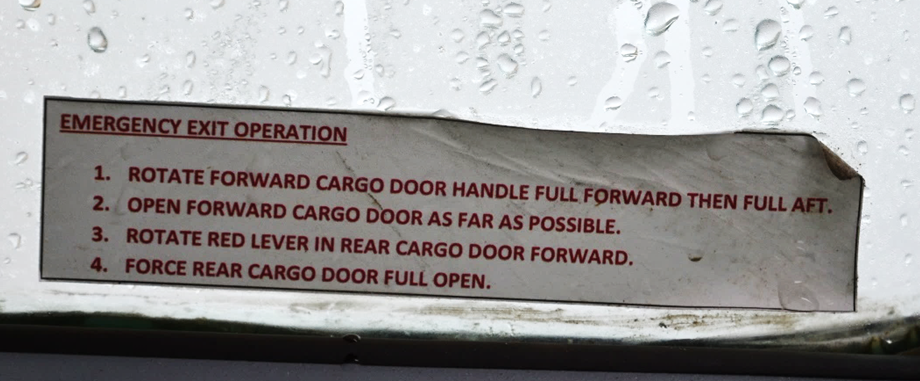 EMERGENCY EXIT OPERATION
1. ROTATE FORWARD CARGO DOOR HANDLE FULL FORWARD THEN FULL AFT.
2. OPEN FORWARD CARGO DOOR AS FAR AS POSSIBLE.
3. ROTATE RED LEVER IN REAR CARGO DOOR FORWARD.
4. FORCE REAR CARGO DOOR FULL OPEN.